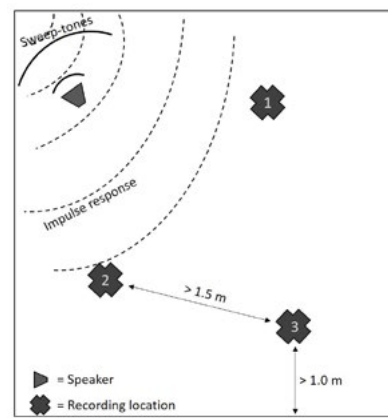 Sweep-tones
1
Impulse response
2
> 1.5 m
3
> 1.0 m
= Speaker
= Recording location